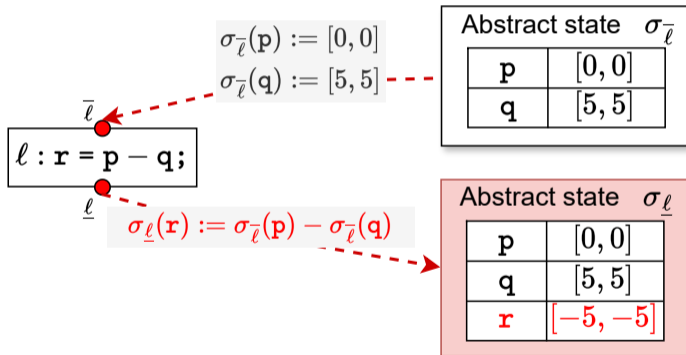 σ_ℓ̅(p) := [0, 0]
σ_ℓ̅(q) := [5, 5]
Abstract state σ_ℓ̅
p [0, 0]
q [5, 5]
ℓ̅
ℓ : r = p − q;
ℓ̲
σ_ℓ̲(r) := σ_ℓ̅(p) − σ_ℓ̅(q)
Abstract state σ_ℓ̲
p [0, 0]
q [5, 5]
r [−5, −5]